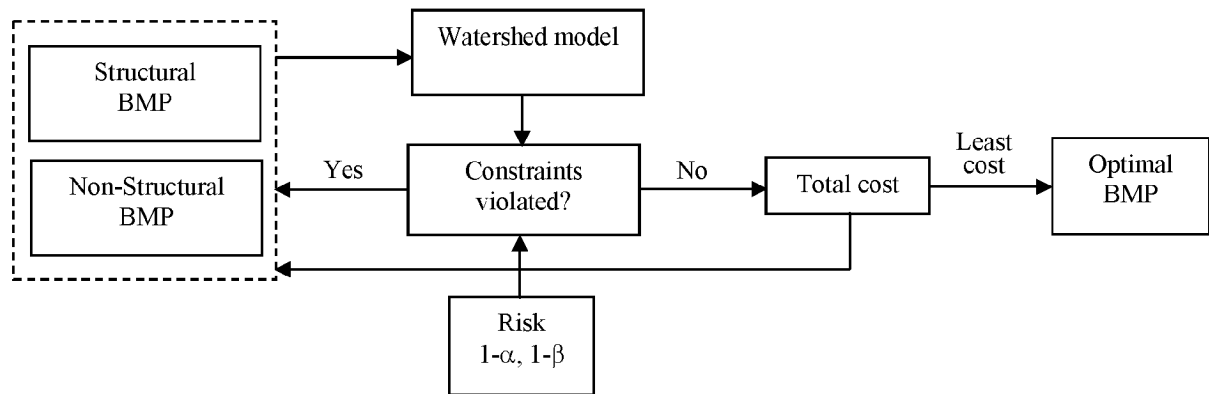 Structural
BMP
Non-Structural
BMP
Watershed model
Yes
Constraints
violated?
No
Total cost
Least
cost
Optimal
BMP
Risk
1-α, 1-β